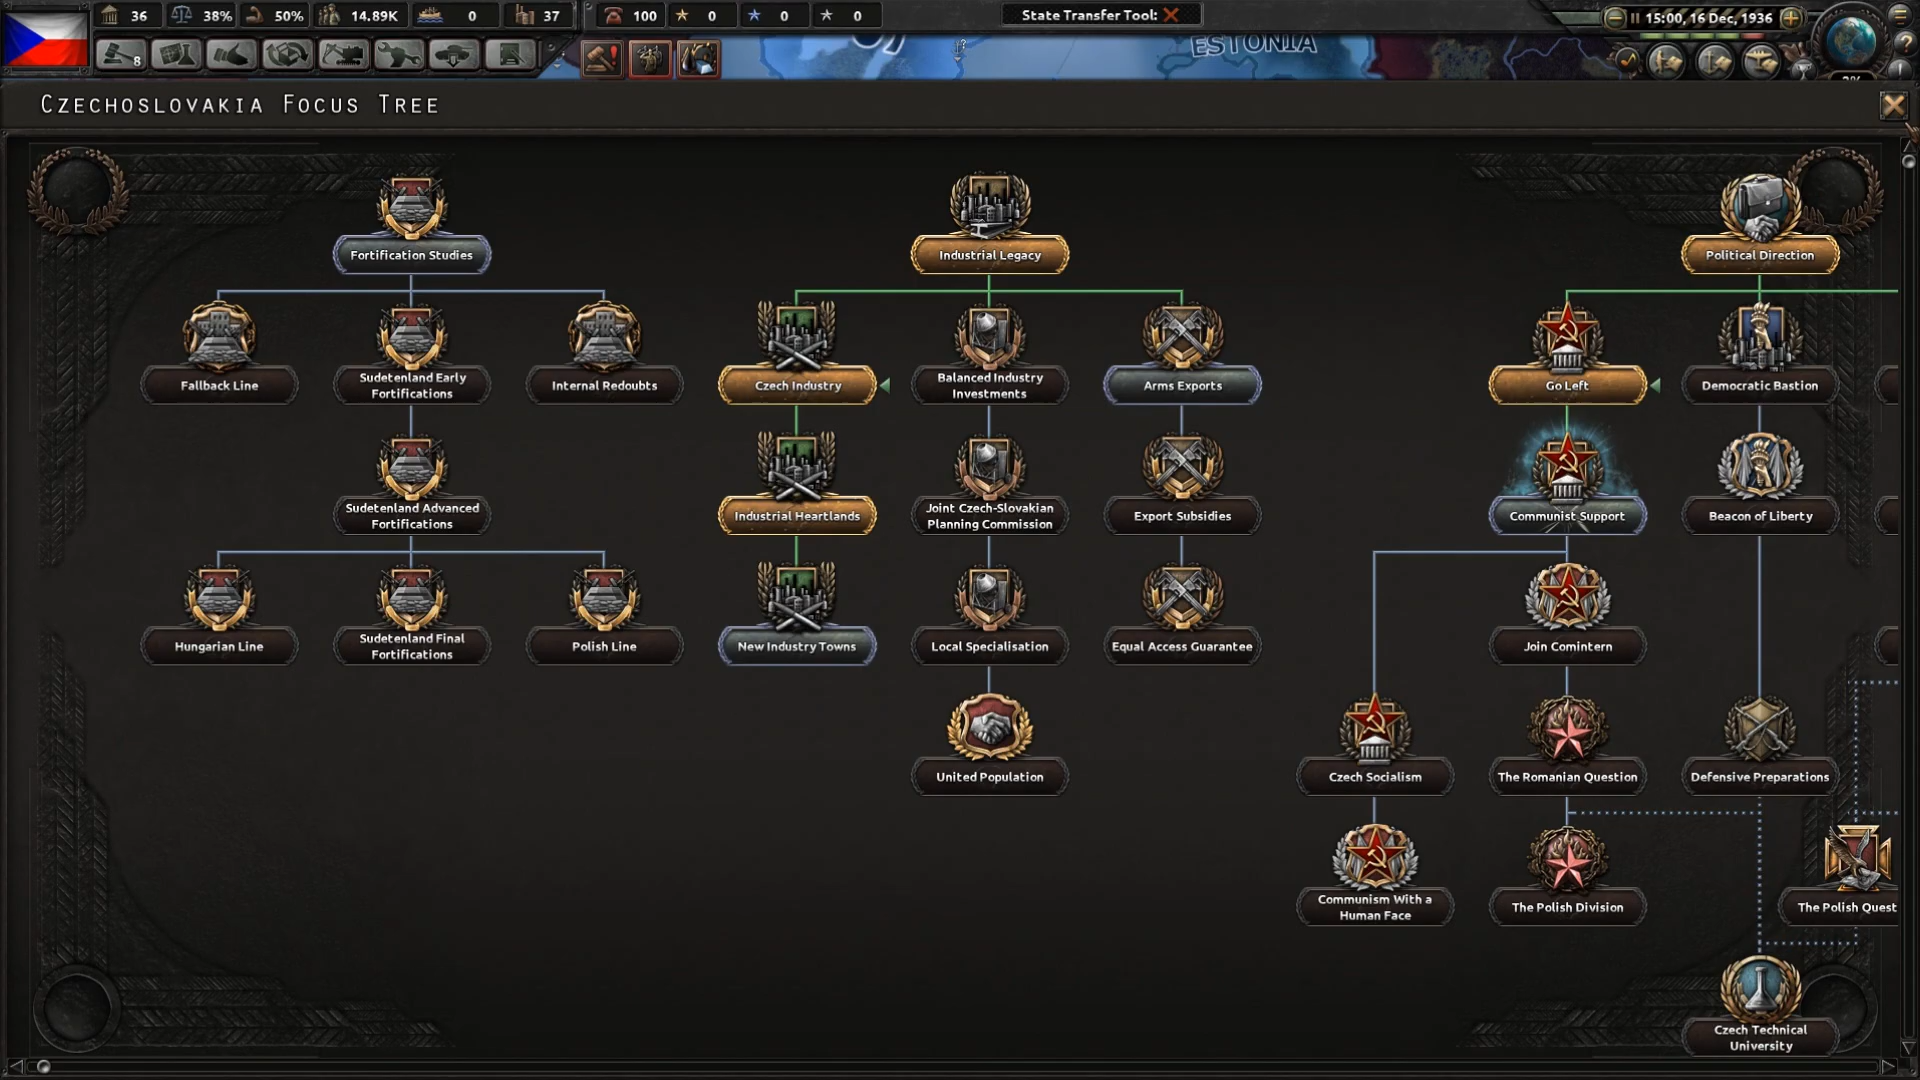 36
38%
50%
14.89K
0
37
100
0
0
0
State Transfer Tool:
15:00, 16 Dec, 1936
8
ESTONIA
Czechoslovakia Focus Tree
Fortification Studies
Industrial Legacy
Political Direction
Fallback Line
Sudetenland Early
Fortifications
Internal Redoubts
Czech Industry
Balanced Industry
Investments
Arms Exports
Go Left
Democratic Bastion
Sudetenland Advanced
Fortifications
Industrial Heartlands
Joint Czech-Slovakian
Planning Commission
Export Subsidies
Communist Support
Beacon of Liberty
Hungarian Line
Sudetenland Final
Fortifications
Polish Line
New Industry Towns
Local Specialisation
Equal Access Guarantee
Join Comintern
United Population
Czech Socialism
The Romanian Question
Defensive Preparations
Communism With a
Human Face
The Polish Division
The Polish Quest
Czech Technical
University